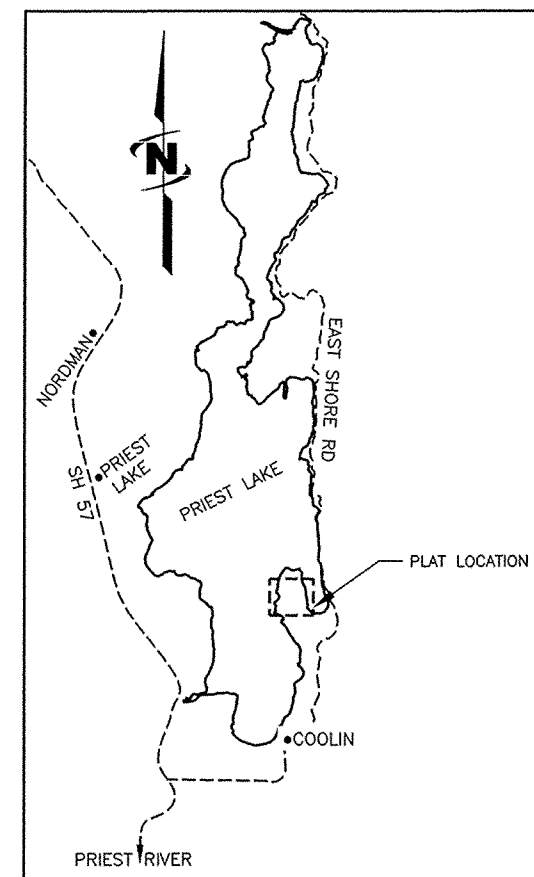 N
EAST SHORE RD
NORDMAN
PRIEST
LAKE
SH 57
PRIEST LAKE
PLAT LOCATION
COOLIN
PRIEST RIVER